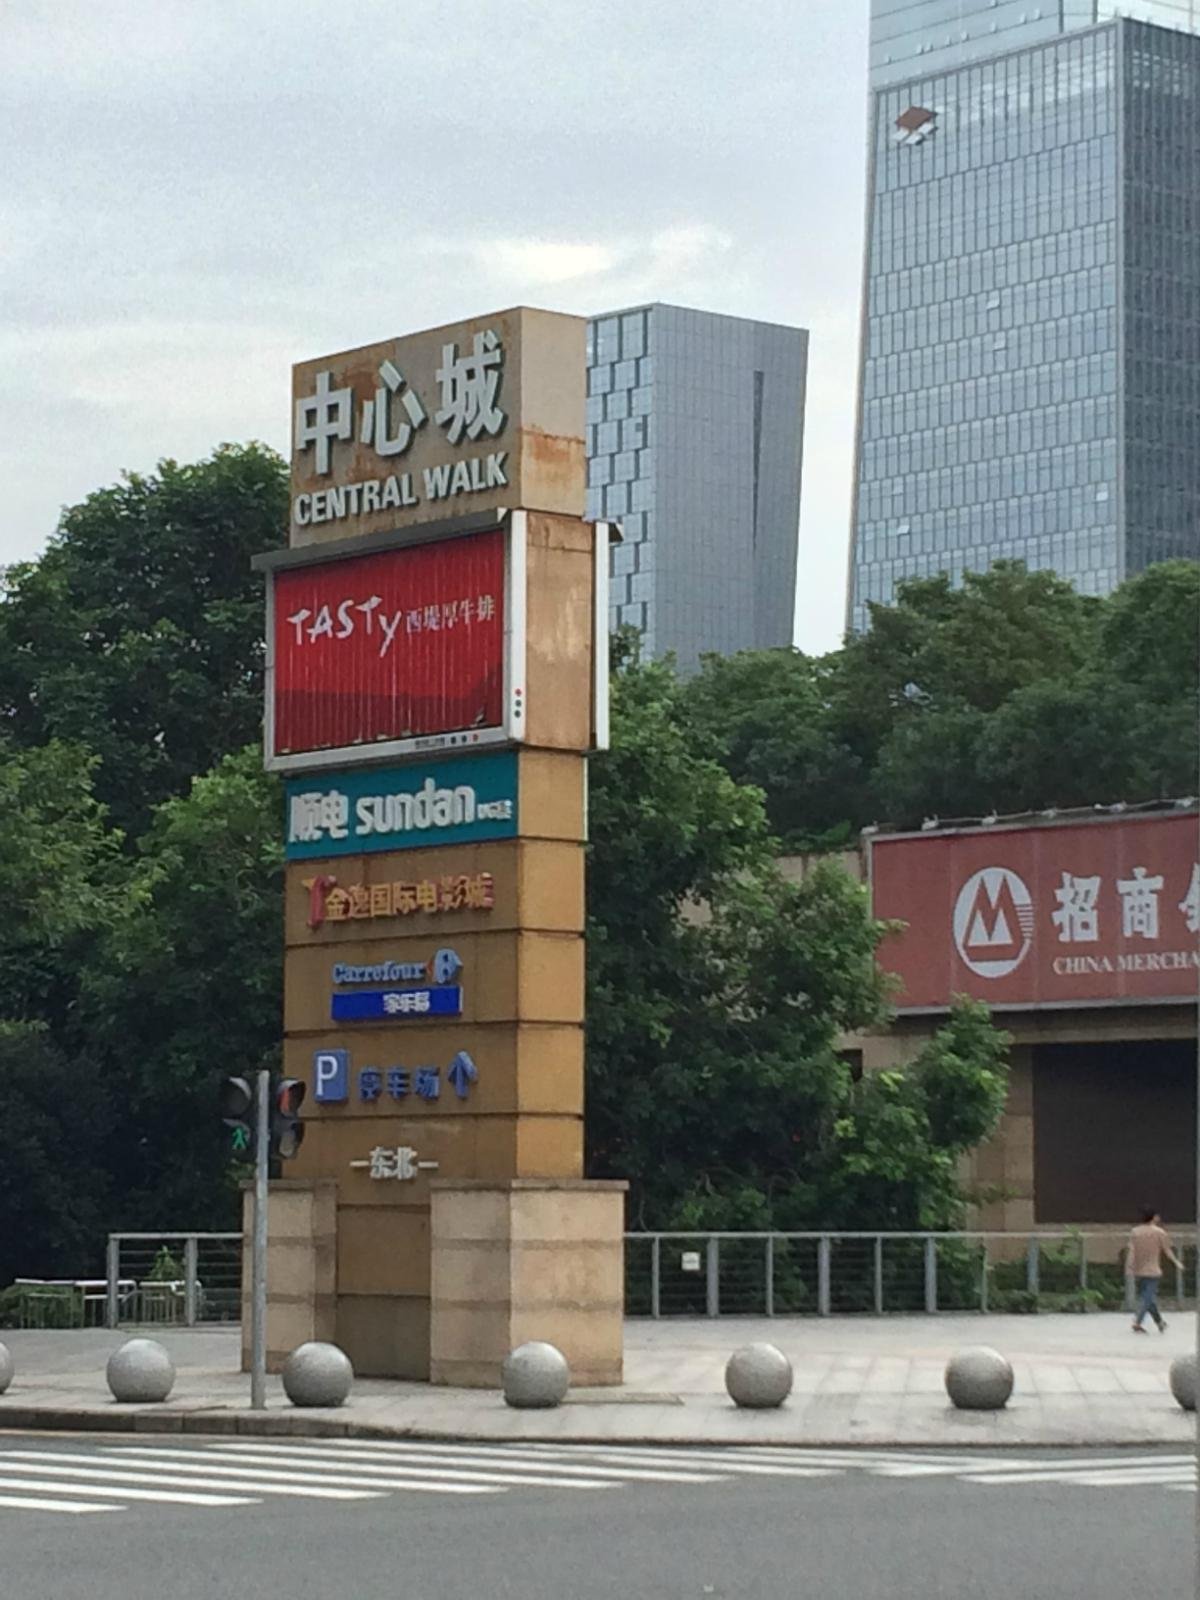 中心城
CENTRAL WALK
TASTy 西堤厚牛排
顺电 sundan
金逸国际电影城
Carrefour
家乐福
P 停车场
东北
招商
CHINA MERCHA